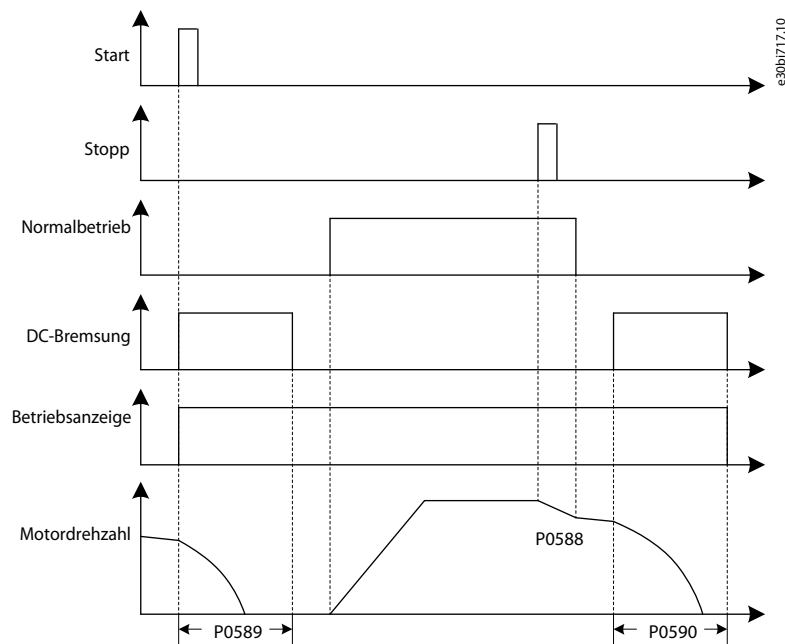 Start
e30bi717.10
Stopp
Normalbetrieb
DC-Bremsung
Betriebsanzeige
Motordrehzahl
P0588
P0589
P0590